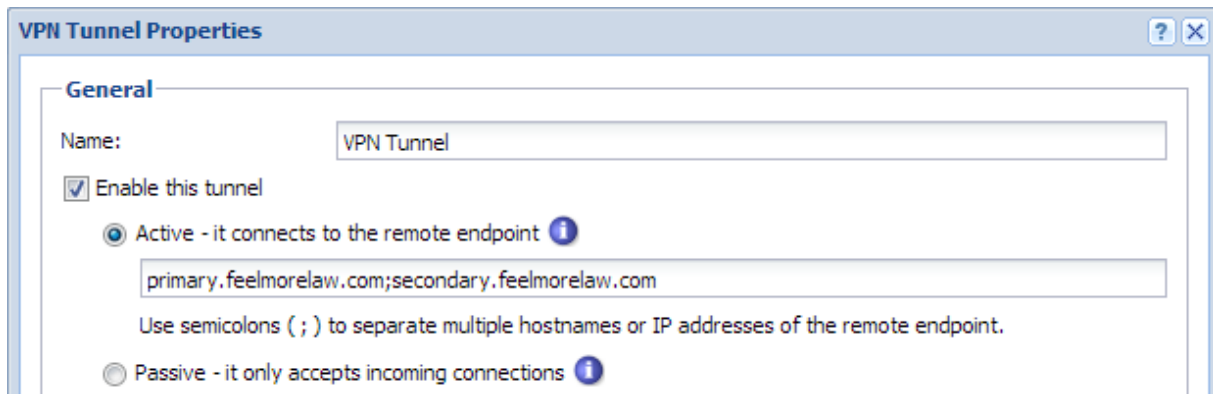 VPN Tunnel Properties
General
Name: VPN Tunnel
Enable this tunnel
Active - it connects to the remote endpoint
primary.feelmorelaw.com;secondary.feelmorelaw.com
Use semicolons ( ; ) to separate multiple hostnames or IP addresses of the remote endpoint.
Passive - it only accepts incoming connections